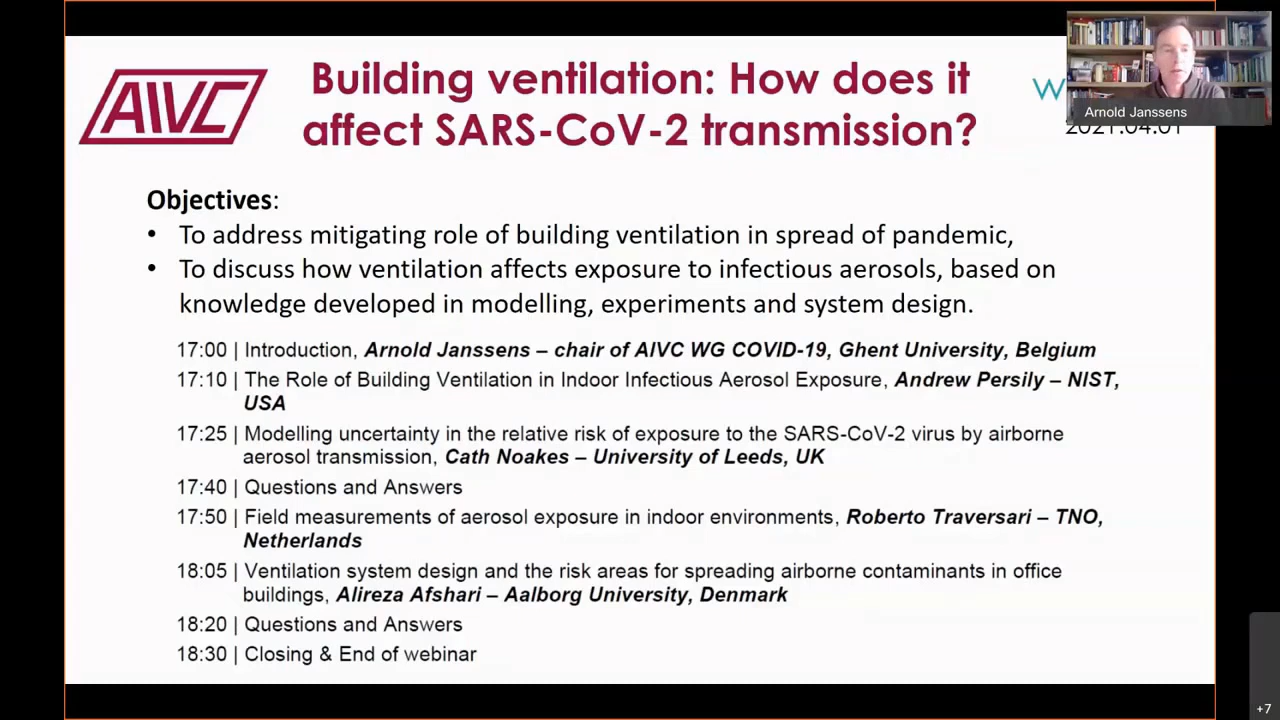 AIVC
Building ventilation: How does it
affect SARS-CoV-2 transmission?
Arnold Janssens
2021.04.01
Objectives:
• To address mitigating role of building ventilation in spread of pandemic,
• To discuss how ventilation affects exposure to infectious aerosols, based on
knowledge developed in modelling, experiments and system design.
17:00 | Introduction, Arnold Janssens – chair of AIVC WG COVID-19, Ghent University, Belgium
17:10 | The Role of Building Ventilation in Indoor Infectious Aerosol Exposure, Andrew Persily – NIST,
USA
17:25 | Modelling uncertainty in the relative risk of exposure to the SARS-CoV-2 virus by airborne
aerosol transmission, Cath Noakes – University of Leeds, UK
17:40 | Questions and Answers
17:50 | Field measurements of aerosol exposure in indoor environments, Roberto Traversari – TNO,
Netherlands
18:05 | Ventilation system design and the risk areas for spreading airborne contaminants in office
buildings, Alireza Afshari – Aalborg University, Denmark
18:20 | Questions and Answers
18:30 | Closing & End of webinar
+7